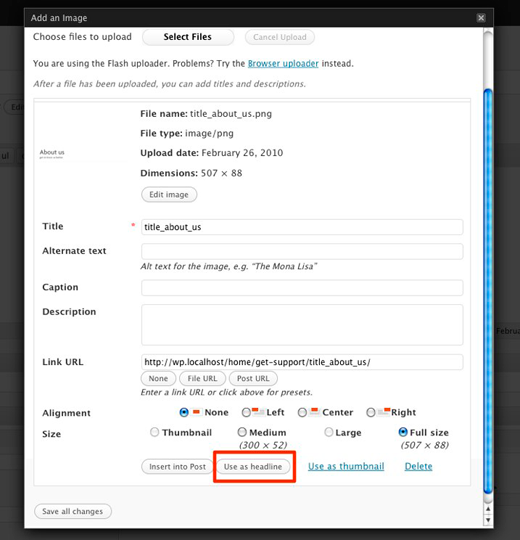 Add an Image
Choose files to upload Select Files Cancel Upload
You are using the Flash uploader. Problems? Try the Browser uploader instead.
After a file has been uploaded, you can add titles and descriptions.
File name: title_about_us.png
File type: image/png
Upload date: February 26, 2010
Dimensions: 507 × 88
About us
Edit image
Title * title_about_us
Alternate text
Alt text for the image, e.g. “The Mona Lisa”
Caption
Description
Link URL http://wp.localhost/home/get-support/title_about_us/
None File URL Post URL
Enter a link URL or click above for presets.
Alignment None Left Center Right
Size Thumbnail Medium Large Full size
(300 × 52) (507 × 88)
Insert into Post Use as headline Use as thumbnail Delete
Save all changes
Edi
ul
Februa